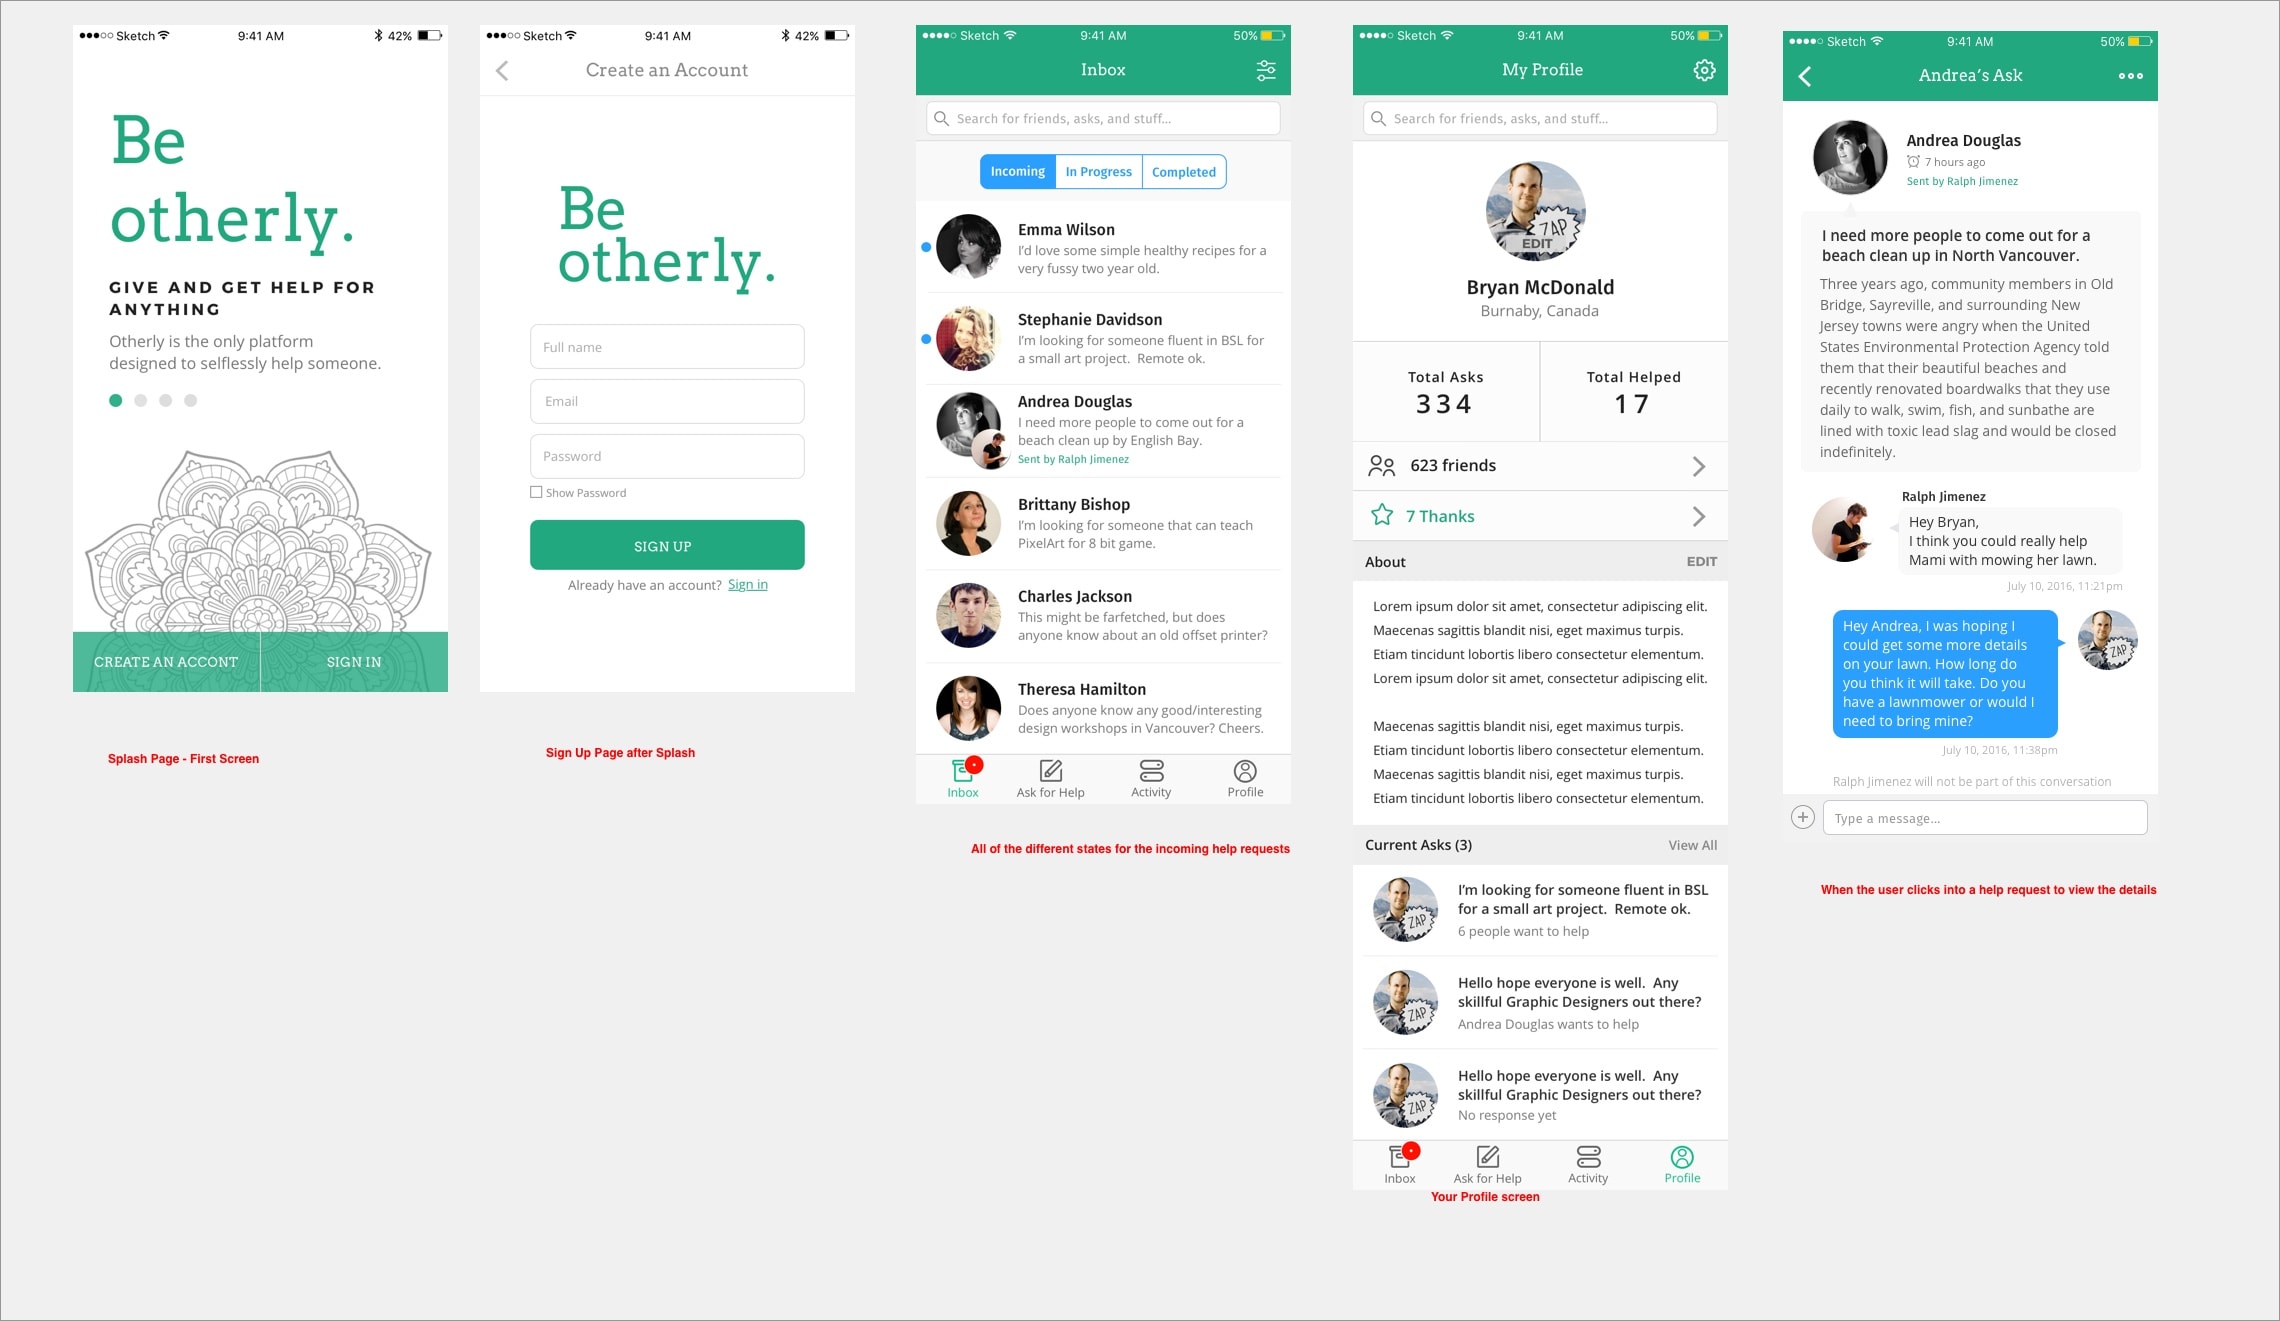 Sketch
9:41 AM
42%
Be
otherly.
GIVE AND GET HELP FOR
ANYTHING
Otherly is the only platform
designed to selflessly help someone.
CREATE AN ACCONT
SIGN IN
Splash Page - First Screen
Sketch
9:41 AM
42%
Create an Account
Be
otherly.
Full name
Email
Password
Show Password
SIGN UP
Already have an account? Sign in
Sign Up Page after Splash
Sketch
9:41 AM
50%
Inbox
Search for friends, asks, and stuff...
Incoming
In Progress
Completed
Emma Wilson
I'd love some simple healthy recipes for a
very fussy two year old.
Stephanie Davidson
I'm looking for someone fluent in BSL for
a small art project. Remote ok.
Andrea Douglas
I need more people to come out for a
beach clean up by English Bay.
Sent by Ralph Jimenez
Brittany Bishop
I'm looking for someone that can teach
PixelArt for 8 bit game.
Charles Jackson
This might be farfetched, but does
anyone know about an old offset printer?
Theresa Hamilton
Does anyone know any good/interesting
design workshops in Vancouver? Cheers.
Inbox
Ask for Help
Activity
Profile
All of the different states for the incoming help requests
Sketch
9:41 AM
50%
My Profile
Search for friends, asks, and stuff...
ZAP
EDIT
Bryan McDonald
Burnaby, Canada
Total Asks
334
Total Helped
17
623 friends
7 Thanks
About
EDIT
Lorem ipsum dolor sit amet, consectetur adipiscing elit.
Maecenas sagittis blandit nisi, eget maximus turpis.
Etiam tincidunt lobortis libero consectetur elementum.
Lorem ipsum dolor sit amet, consectetur adipiscing elit.
Maecenas sagittis blandit nisi, eget maximus turpis.
Etiam tincidunt lobortis libero consectetur elementum.
Maecenas sagittis blandit nisi, eget maximus turpis.
Etiam tincidunt lobortis libero consectetur elementum.
Current Asks (3)
View All
ZAP
I'm looking for someone fluent in BSL
for a small art project. Remote ok.
6 people want to help
ZAP
Hello hope everyone is well. Any
skillful Graphic Designers out there?
Andrea Douglas wants to help
ZAP
Hello hope everyone is well. Any
skillful Graphic Designers out there?
No response yet
Inbox
Ask for Help
Activity
Profile
Your Profile screen
Sketch
9:41 AM
50%
Andrea's Ask
Andrea Douglas
7 hours ago
Sent by Ralph Jimenez
I need more people to come out for a
beach clean up in North Vancouver.
Three years ago, community members in Old
Bridge, Sayreville, and surrounding New
Jersey towns were angry when the United
States Environmental Protection Agency told
them that their beautiful beaches and
recently renovated boardwalks that they use
daily to walk, swim, fish, and sunbathe are
lined with toxic lead slag and would be closed
indefinitely.
Ralph Jimenez
Hey Bryan,
I think you could really help
Mami with mowing her lawn.
July 10, 2016, 11:21pm
Hey Andrea, I was hoping I
could get some more details
on your lawn. How long do
you think it will take. Do you
have a lawnmower or would I
need to bring mine?
ZAP
July 10, 2016, 11:38pm
Ralph Jimenez will not be part of this conversation
Type a message...
When the user clicks into a help request to view the details